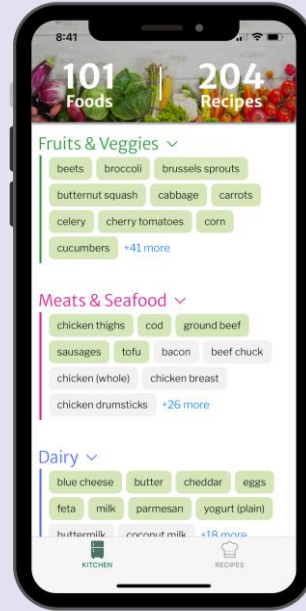 8:41
101 204
Foods Recipes
Fruits & Veggies
beets broccoli brussels sprouts
butternut squash cabbage carrots
celery cherry tomatoes corn
cucumbers +41 more
Meats & Seafood
chicken thighs cod ground beef
sausages tofu bacon beef chuck
chicken (whole) chicken breast
chicken drumsticks +26 more
Dairy
blue cheese butter cheddar eggs
feta milk parmesan yogurt (plain)
buttermilk coconut milk +18 more
KITCHEN RECIPES